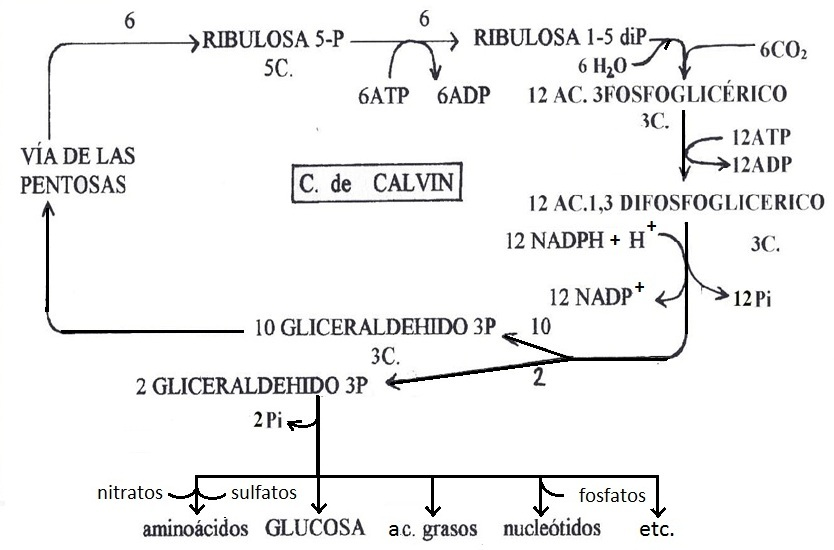 6
6
RIBULOSA 5-P
RIBULOSA 1-5 diP
5C.
6ATP
6ADP
6 H₂O
6CO₂
12 AC. 3FOSFOGLICÉRICO
3C.
12ATP
12ADP
VÍA DE LAS
PENTOSAS
C. de CALVIN
12 AC.1,3 DIFOSFOGLICERICO
3C.
12 NADPH + H⁺
12 NADP⁺
12Pi
10 GLICERALDEHIDO 3P
10
3C.
2 GLICERALDEHIDO 3P
2
2Pi
nitratos
sulfatos
fosfatos
aminoácidos
GLUCOSA
ac. grasos
nucleótidos
etc.